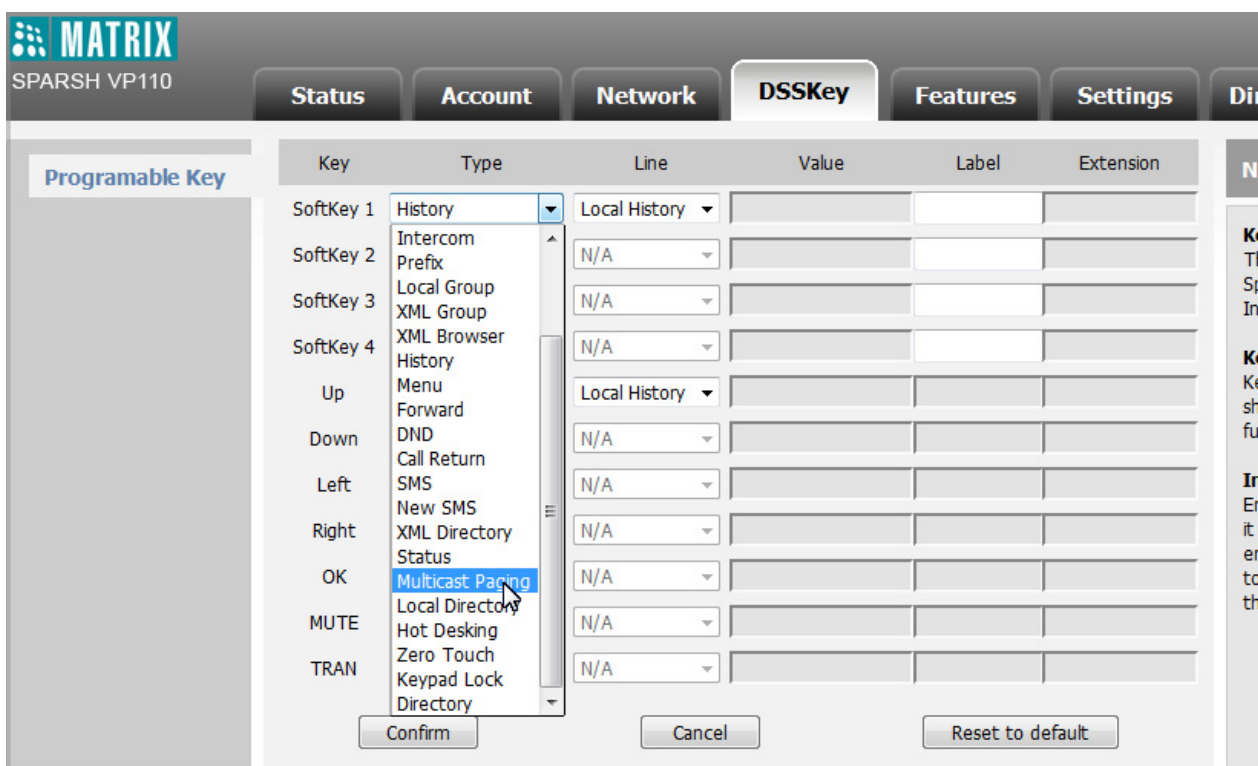 MATRIX
SPARSH VP110
Status Account Network DSSKey Features Settings
Programable Key
Key Type Line Value Label Extension
SoftKey 1 History Local History
SoftKey 2 N/A
SoftKey 3 N/A
SoftKey 4 N/A
Up Local History
Down N/A
Left N/A
Right N/A
OK N/A
MUTE N/A
TRAN N/A
Intercom
Prefix
Local Group
XML Group
XML Browser
History
Menu
Forward
DND
Call Return
SMS
New SMS
XML Directory
Status
Multicast Paging
Local Directory
Hot Desking
Zero Touch
Keypad Lock
Directory
Confirm Cancel Reset to default